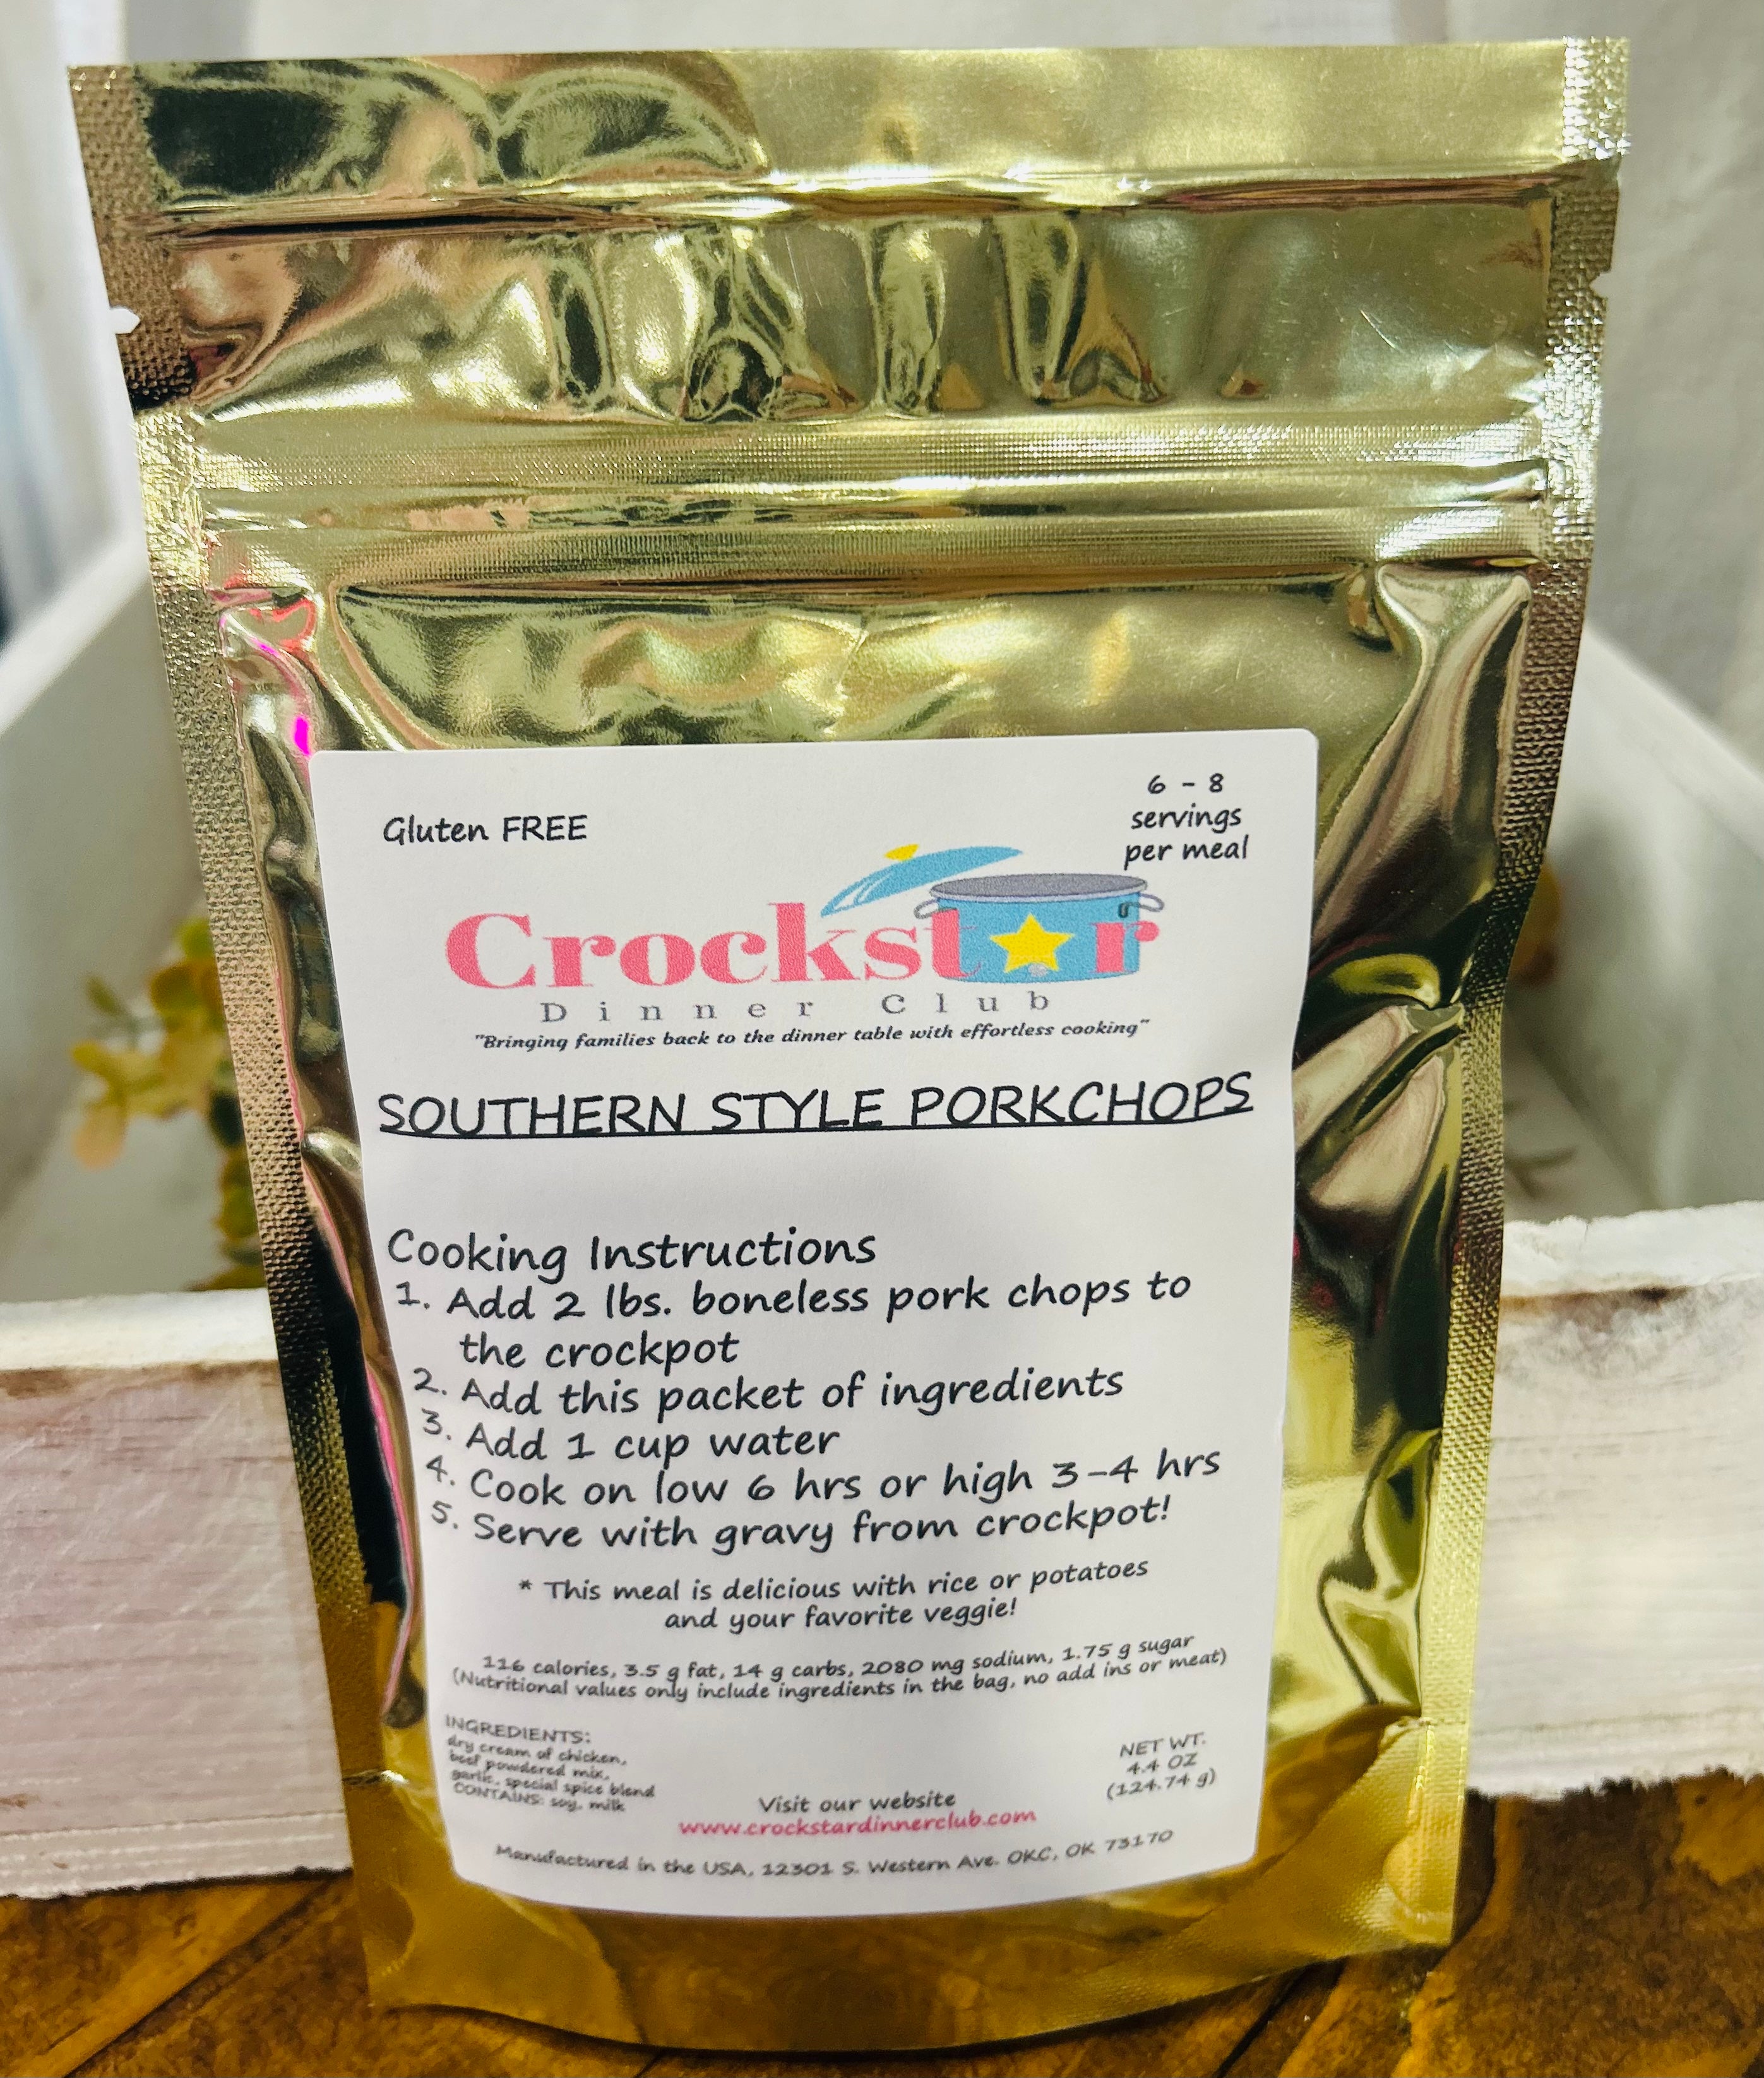 Gluten FREE
6 - 8
servings
per meal
Crockstar
Dinner Club
"Bringing families back to the dinner table with effortless cooking"
SOUTHERN STYLE PORKCHOPS
Cooking Instructions
1. Add 2 lbs. boneless pork chops to
the crockpot
2. Add this packet of ingredients
3. Add 1 cup water
4. Cook on low 6 hrs or high 3-4 hrs
5. Serve with gravy from crockpot!
* This meal is delicious with rice or potatoes
and your favorite veggie!
116 calories, 3.5 g fat, 14 g carbs, 2080 mg sodium, 1.75 g sugar
(Nutritional values only include ingredients in the bag, no add ins or meat)
INGREDIENTS:
dry cream of chicken,
beef powdered mix,
garlic, special spice blend
CONTAINS: soy, milk
NET WT.
4.4 OZ
(124.74 g)
Visit our website
www.crockstardinnerclub.com
Manufactured in the USA, 12301 S. Western Ave. OKC, OK 73170